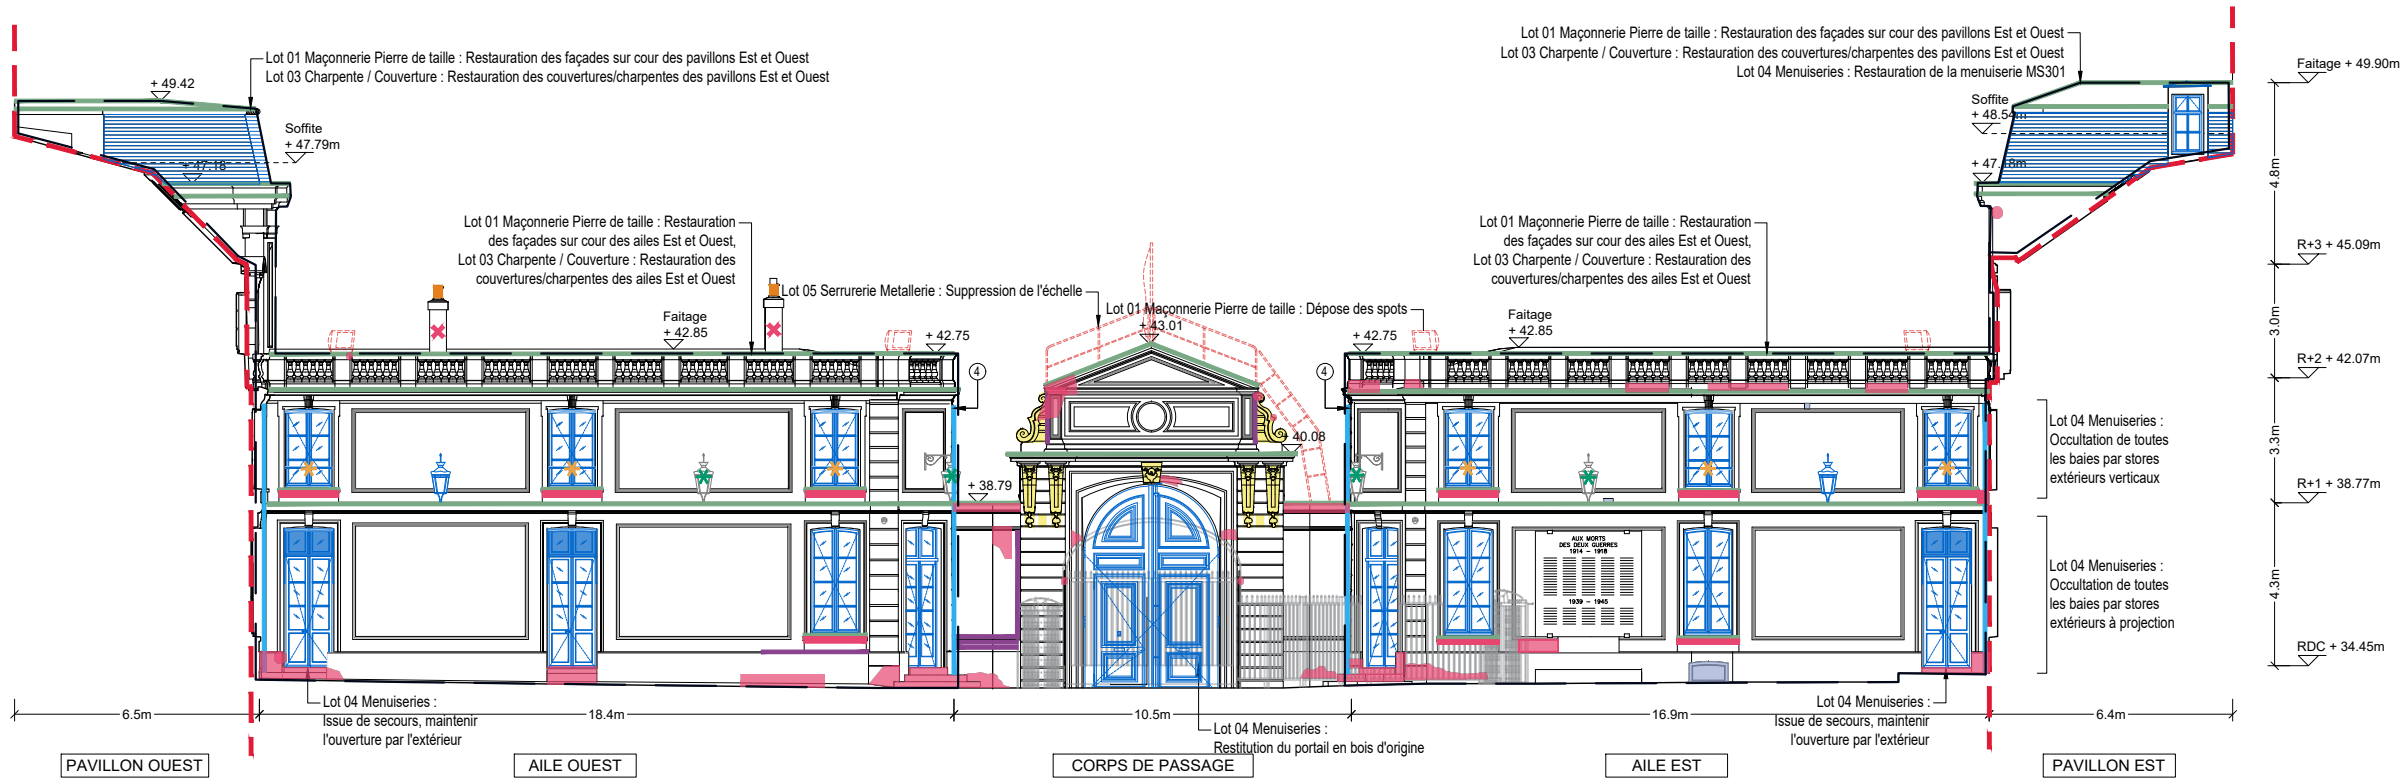 Lot 01 Maçonnerie Pierre de taille : Restauration des façades sur cour des pavillons Est et Ouest
Lot 03 Charpente / Couverture : Restauration des couvertures/charpentes des pavillons Est et Ouest
Lot 01 Maçonnerie Pierre de taille : Restauration des façades sur cour des pavillons Est et Ouest
Lot 03 Charpente / Couverture : Restauration des couvertures/charpentes des pavillons Est et Ouest
Lot 04 Menuiseries : Restauration de la menuiserie MS301
Faitage + 49.90m
+ 49.42
Soffite
+ 47.79m
+ 47.18
Soffite
+ 48.54m
+ 47.18m
4.8m
Lot 01 Maçonnerie Pierre de taille : Restauration
des façades sur cour des ailes Est et Ouest,
Lot 03 Charpente / Couverture : Restauration des
couvertures/charpentes des ailes Est et Ouest
Lot 01 Maçonnerie Pierre de taille : Restauration
des façades sur cour des ailes Est et Ouest,
Lot 03 Charpente / Couverture : Restauration des
couvertures/charpentes des ailes Est et Ouest
R+3 + 45.09m
Lot 05 Serrurerie Metallerie : Suppression de l'échelle
Lot 01 Maçonnerie Pierre de taille : Dépose des spots
Faitage
+ 42.85
+ 42.75
+ 43.01
+ 42.75
Faitage
+ 42.85
3.0m
R+2 + 42.07m
4
4
+ 40.08
Lot 04 Menuiseries :
Occultation de toutes
les baies par stores
extérieurs verticaux
3.3m
+ 38.79
R+1 + 38.77m
AUX MORTS
DES DEUX GUERRES
1914 - 1918
1939 - 1945
Lot 04 Menuiseries :
Occultation de toutes
les baies par stores
extérieurs à projection
4.3m
RDC + 34.45m
Lot 04 Menuiseries :
Issue de secours, maintenir
l'ouverture par l'extérieur
Lot 04 Menuiseries :
Restitution du portail en bois d'origine
Lot 04 Menuiseries :
Issue de secours, maintenir
l'ouverture par l'extérieur
6.5m
18.4m
10.5m
16.9m
6.4m
PAVILLON OUEST
AILE OUEST
CORPS DE PASSAGE
AILE EST
PAVILLON EST